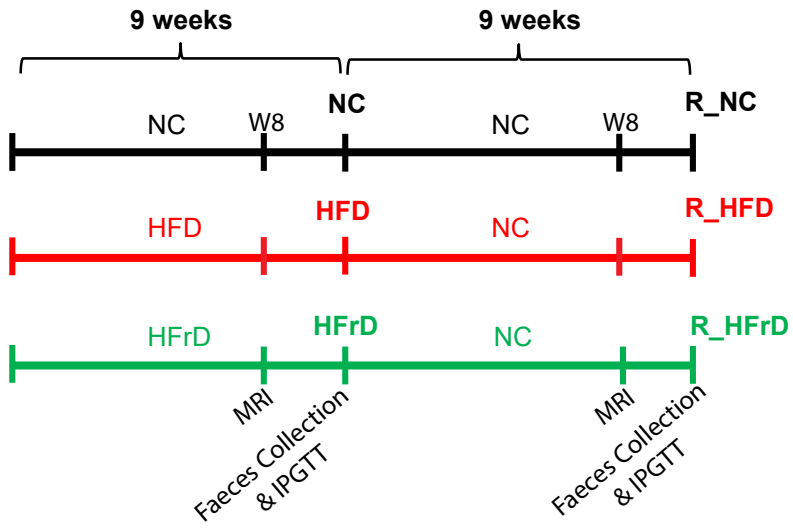 9 weeks 9 weeks
NC R_NC
NC W8 NC W8
HFD R_HFD
HFD NC
HFrD R_HFrD
HFrD NC
MRI MRI
Faeces Collection
& IPGTT
Faeces Collection
& IPGTT